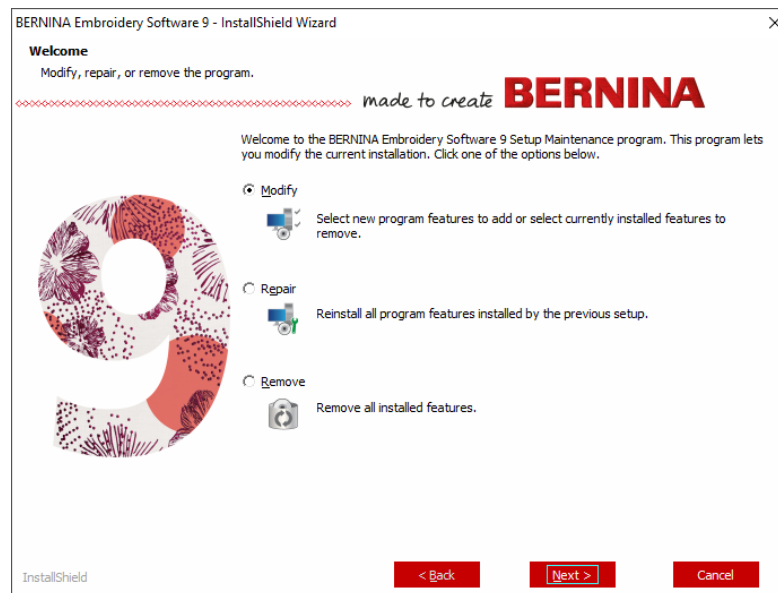 BERNINA Embroidery Software 9 - InstallShield Wizard
Welcome
Modify, repair, or remove the program.
made to create BERNINA
Welcome to the BERNINA Embroidery Software 9 Setup Maintenance program. This program lets
you modify the current installation. Click one of the options below.
Modify
Select new program features to add or select currently installed features to
remove.
Repair
Reinstall all program features installed by the previous setup.
Remove
Remove all installed features.
9
InstallShield
< Back
Next >
Cancel